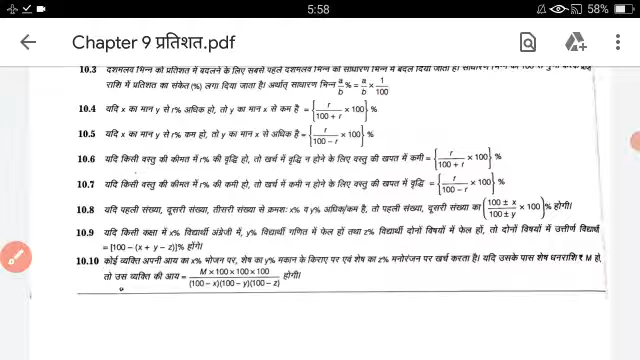 5:58
58%
Chapter 9 प्रतिशत.pdf
10.3 दशमलव भिन्न को प्रतिशत में बदलने के लिए सबसे पहले दशमलव भिन्न को साधारण भिन्न में बदल दिया जाता है। साधारण भिन्न को 100 से गुणा करके
राशि में प्रतिशत का संकेत (%) लगा दिया जाता है। अर्थात् साधारण भिन्न a/b % = a/b × 1/100
10.4 यदि x का मान y से r% अधिक हो, तो y का मान x से कम है = {r/(100 + r) × 100} %
10.5 यदि x का मान y से r% कम हो, तो y का मान x से अधिक है = {r/(100 − r) × 100} %
10.6 यदि किसी वस्तु की कीमत में r% की वृद्धि हो, तो खर्च में वृद्धि न होने के लिए वस्तु की खपत में कमी = {r/(100 + r) × 100} %
10.7 यदि किसी वस्तु की कीमत में r% की कमी हो, तो खर्च में कमी न होने के लिए वस्तु की खपत में वृद्धि = {r/(100 − r) × 100} %
10.8 यदि पहली संख्या, दूसरी संख्या, तीसरी संख्या से क्रमशः x% व y% अधिक/कम है, तो पहली संख्या, दूसरी संख्या का ((100 ± x)/(100 ± y) × 100)% होगी।
10.9 यदि किसी कक्षा में x% विद्यार्थी अंग्रेजी में, y% विद्यार्थी गणित में फेल हों तथा z% विद्यार्थी दोनों विषयों में फेल हों, तो दोनों विषयों में उत्तीर्ण विद्यार्थ
= [100 − (x + y − z)]% होंगे।
10.10 कोई व्यक्ति अपनी आय का x% भोजन पर, शेष का y% मकान के किराए पर एवं शेष का z% मनोरंजन पर खर्च करता है। यदि उसके पास शेष धनराशि ₹ M हो,
तो उस व्यक्ति की आय = (M × 100 × 100 × 100)/((100 − x)(100 − y)(100 − z)) होगी।